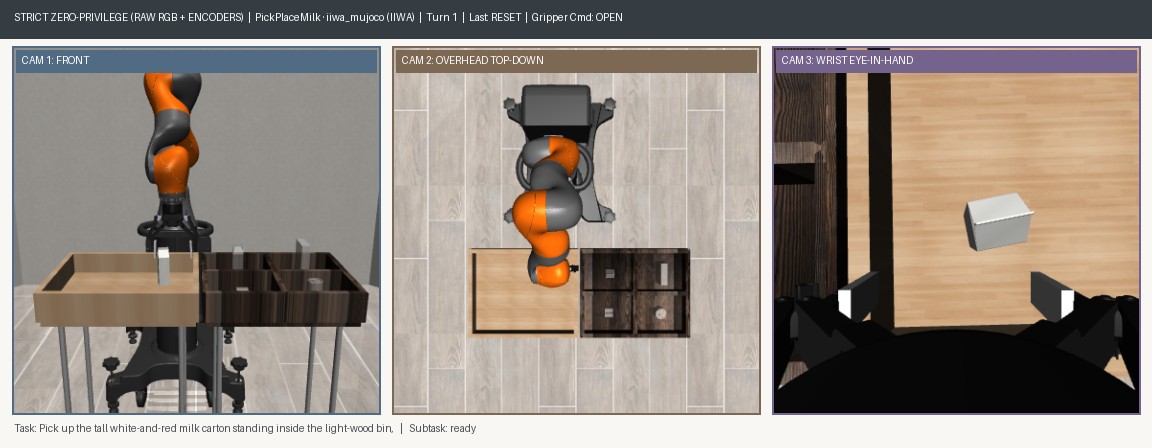 STRICT ZERO-PRIVILEGE (RAW RGB + ENCODERS) | PickPlaceMilk · iiwa_mujoco (IIWA) | Turn 1 | Last RESET | Gripper Cmd: OPEN
CAM 1: FRONT
CAM 2: OVERHEAD TOP-DOWN
CAM 3: WRIST EYE-IN-HAND
Task: Pick up the tall white-and-red milk carton standing inside the light-wood bin, | Subtask: ready